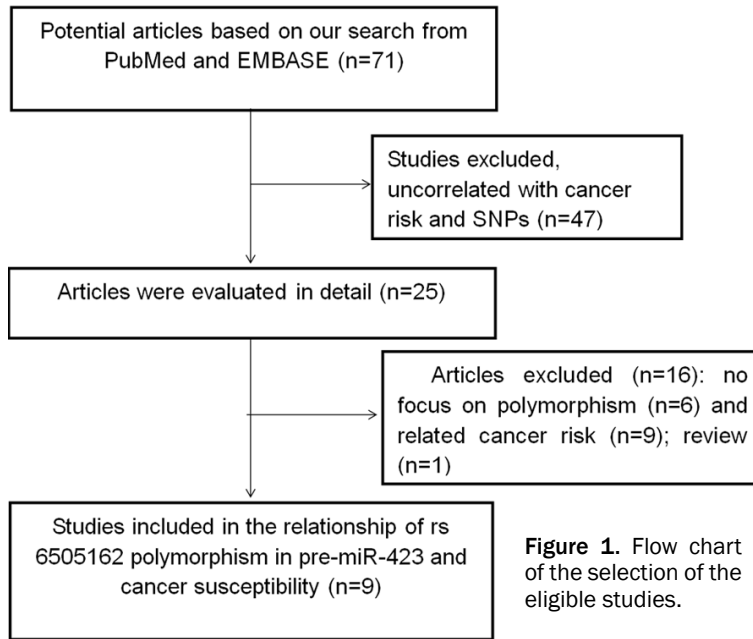 Potential articles based on our search from
PubMed and EMBASE (n=71)
Studies excluded,
uncorrelated with cancer
risk and SNPs (n=47)
Articles were evaluated in detail (n=25)
Articles excluded (n=16): no
focus on polymorphism (n=6) and
related cancer risk (n=9); review
(n=1)
Studies included in the relationship of rs
6505162 polymorphism in pre-miR-423 and
cancer susceptibility (n=9)
Figure 1. Flow chart
of the selection of the
eligible studies.